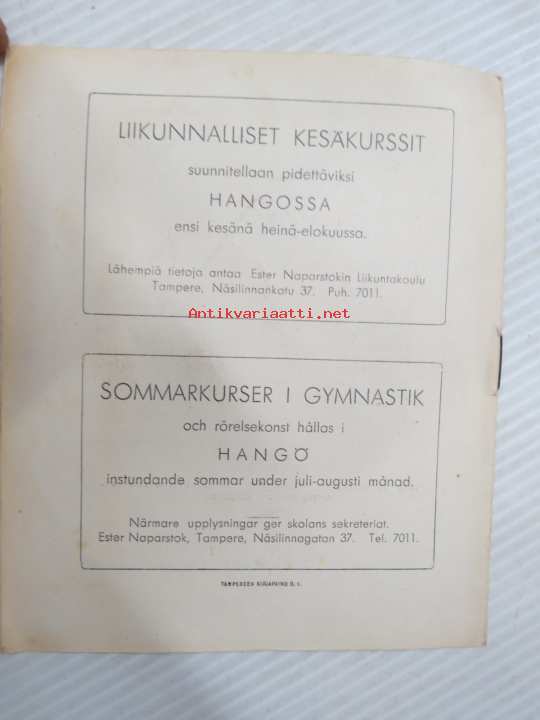 LIIKUNNALLISET KESÄKURSSIT
suunnitellaan pidettäviksi
HANGOSSA
ensi kesänä heinä-elokuussa.
Lähempiä tietoja antaa Ester Naparstokin Liikuntakoulu
Tampere, Näsilinnankatu 37. Puh. 7011.
Antikvariaatti.net
SOMMARKURSER I GYMNASTIK
och rörelsekonst hållas i
HANGÖ
instundande sommar under juli-augusti månad.
Närmare upplysningar ger skolans sekreteriat.
Ester Naparstok, Tampere, Näsilinnagatan 37. Tel. 7011.
TAMPEREEN KIRJAPAINO O.Y.